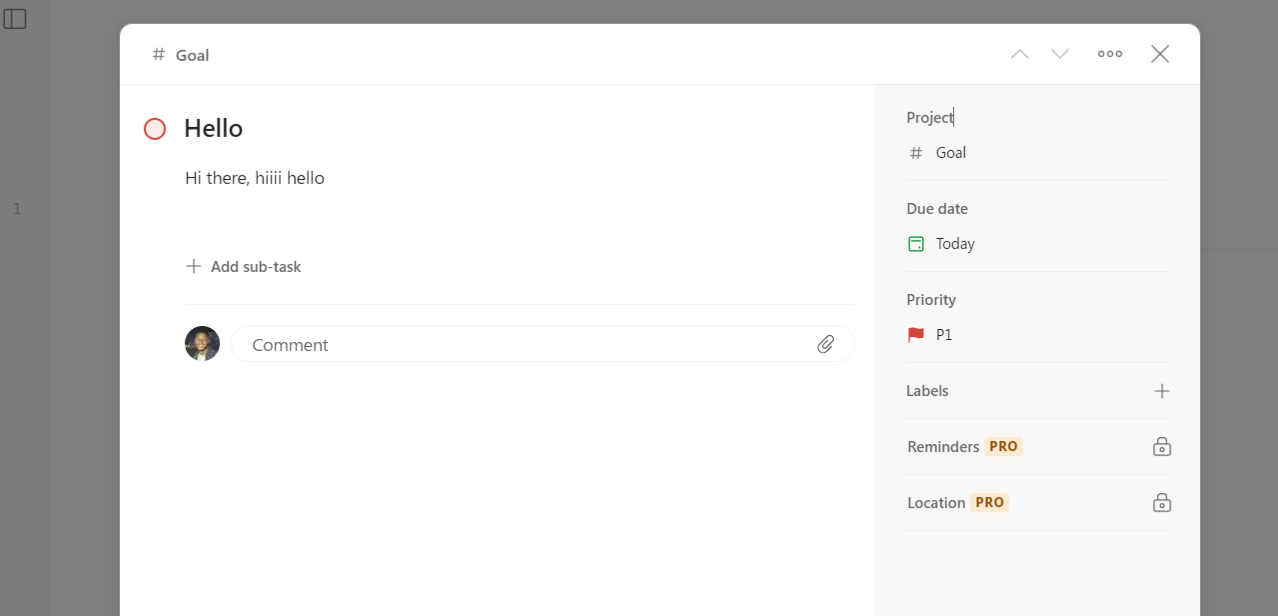 # Goal
Hello
Hi there, hiiii hello
1
Add sub-task
Comment
Project
# Goal
Due date
Today
Priority
P1
Labels
Reminders PRO
Location PRO